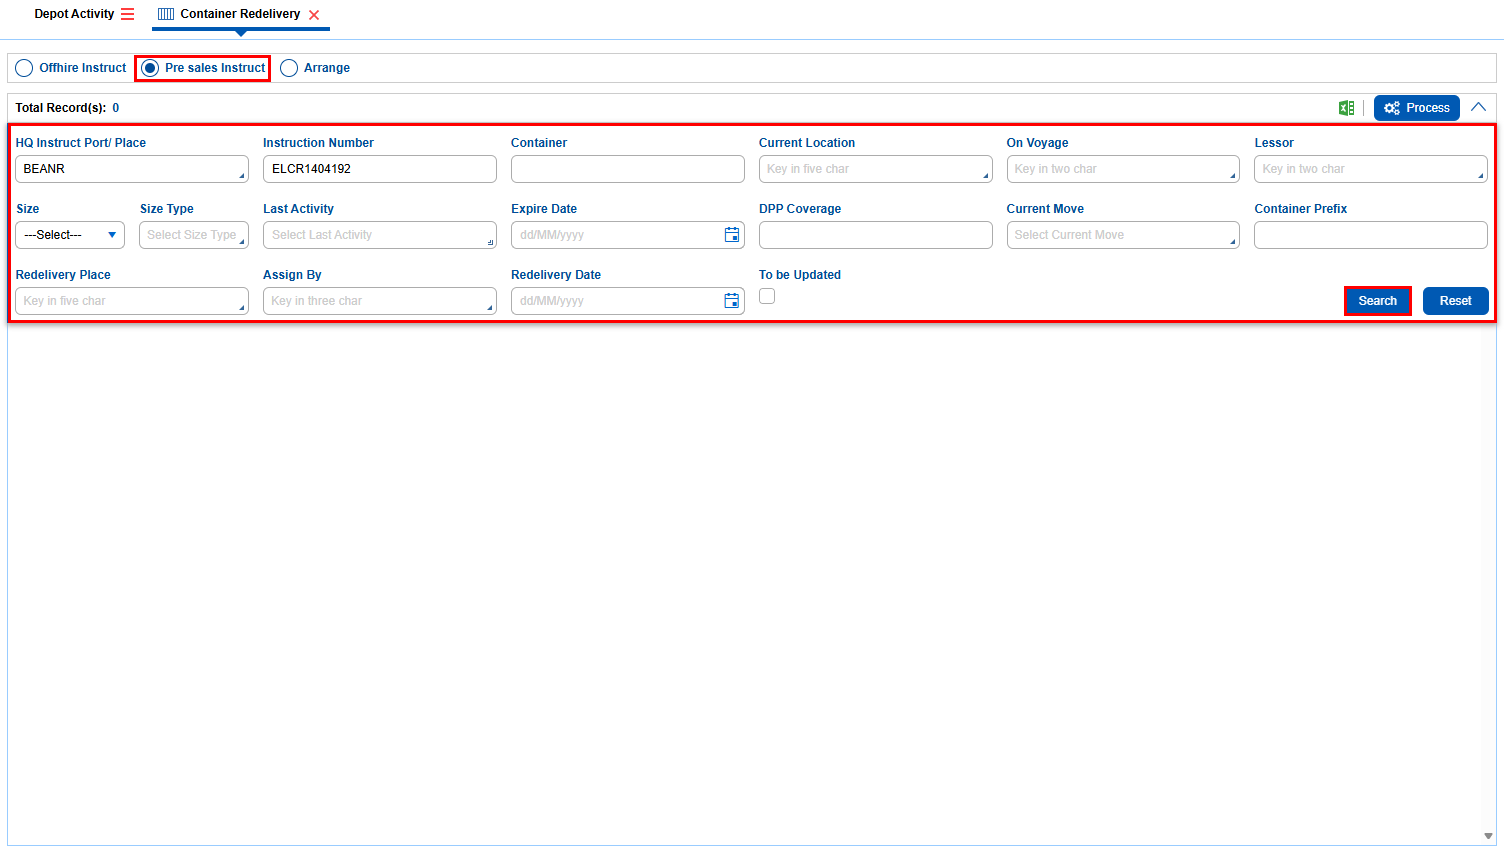 Depot Activity Container Redelivery
Offhire Instruct Pre sales Instruct Arrange
Total Record(s): 0 Process
HQ Instruct Port/ Place Instruction Number Container Current Location On Voyage Lessor
BEANR ELCR1404192 Key in five char Key in two char Key in two char
Size Size Type Last Activity Expire Date DPP Coverage Current Move Container Prefix
---Select--- Select Size Type Select Last Activity dd/MM/yyyy Select Current Move
Redelivery Place Assign By Redelivery Date To be Updated
Key in five char Key in three char dd/MM/yyyy Search Reset